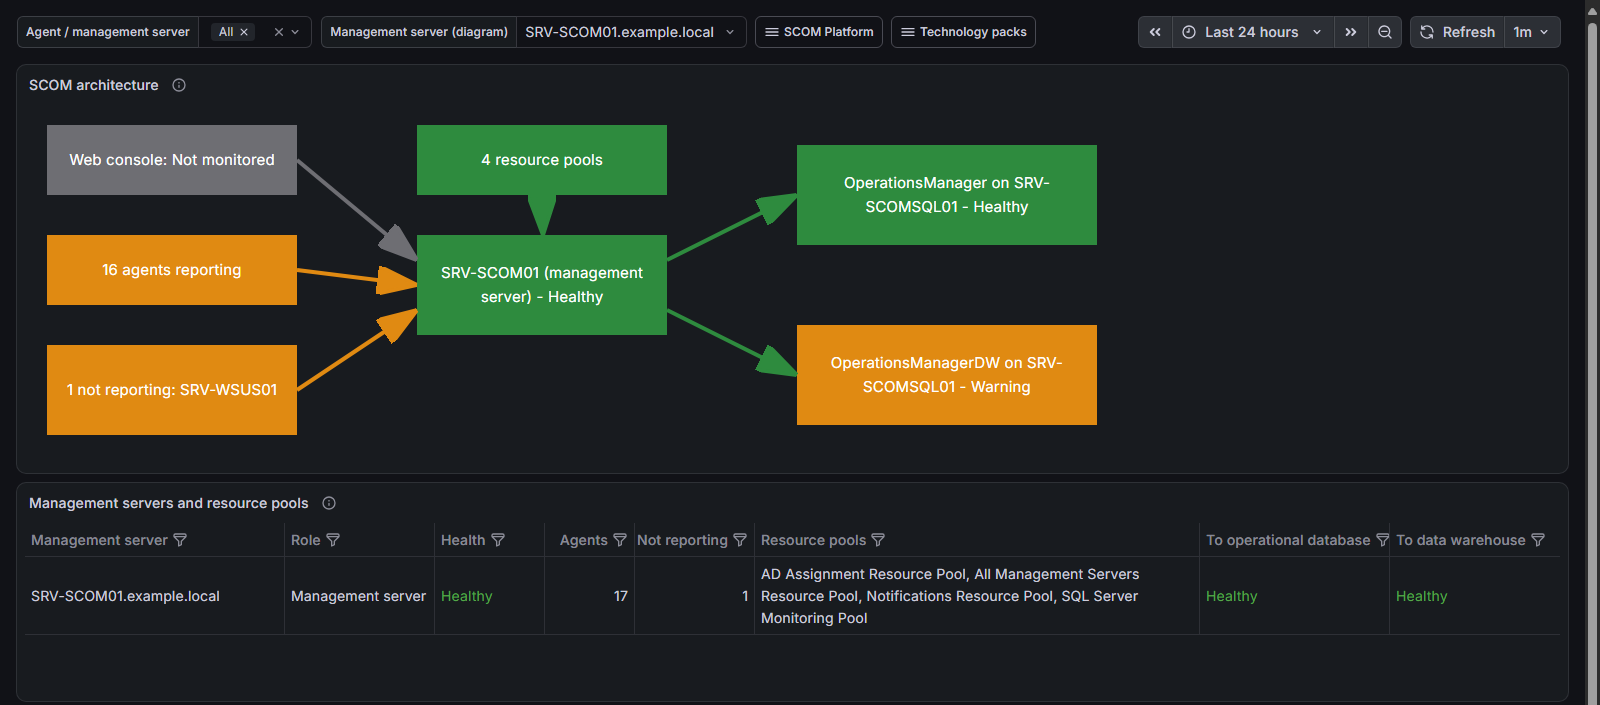 Agent / management server All Management server (diagram) SRV-SCOM01.example.local SCOM Platform Technology packs Last 24 hours Refresh 1m
SCOM architecture
Web console: Not monitored
4 resource pools
OperationsManager on SRV-
SCOMSQL01 - Healthy
16 agents reporting
SRV-SCOM01 (management
server) - Healthy
1 not reporting: SRV-WSUS01
OperationsManagerDW on SRV-
SCOMSQL01 - Warning
Management servers and resource pools
Management server Role Health Agents Not reporting Resource pools To operational database To data warehouse
SRV-SCOM01.example.local Management server Healthy 17 1 AD Assignment Resource Pool, All Management Servers
Resource Pool, Notifications Resource Pool, SQL Server
Monitoring Pool Healthy Healthy